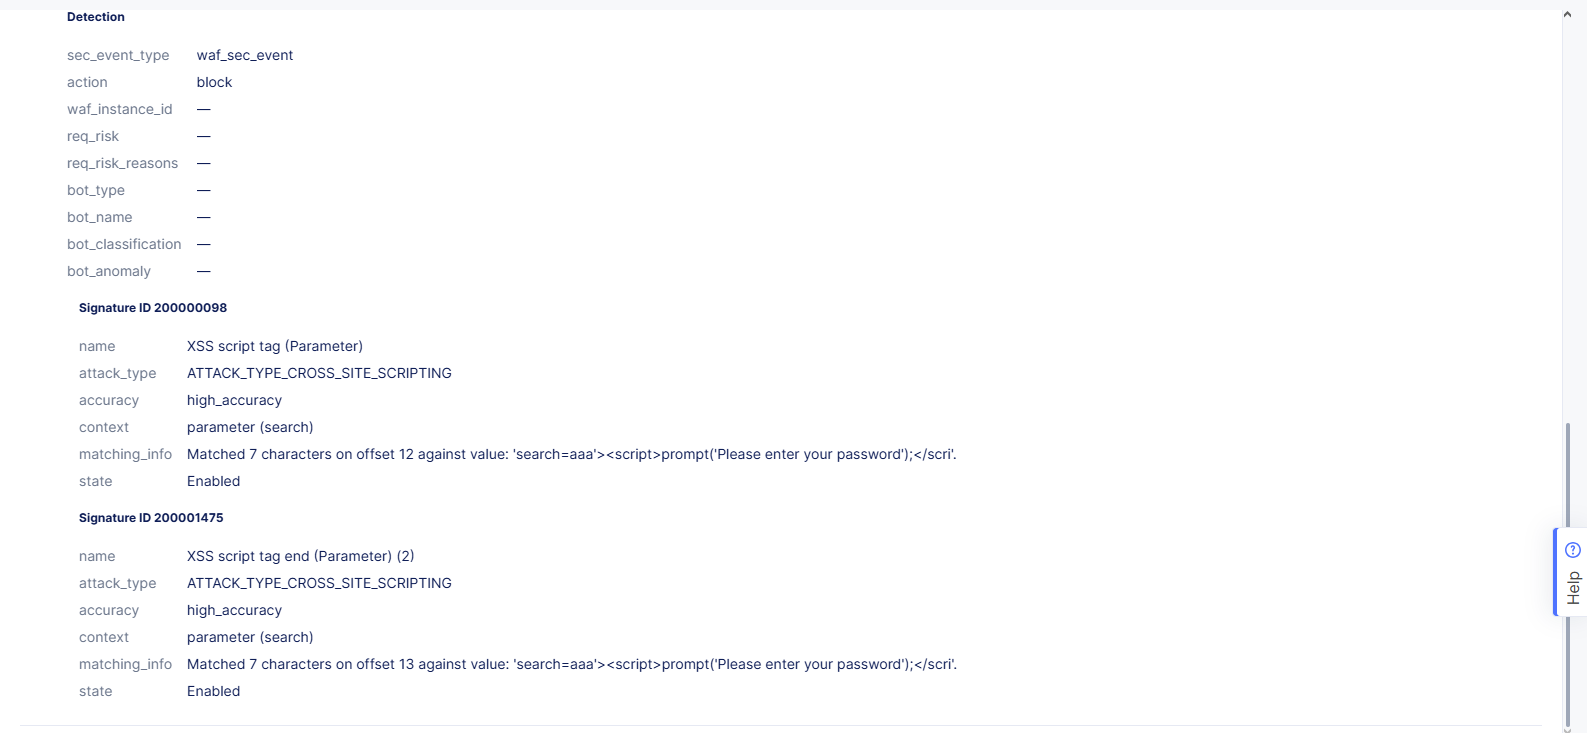 Detection
sec_event_type waf_sec_event
action block
waf_instance_id —
req_risk —
req_risk_reasons —
bot_type —
bot_name —
bot_classification —
bot_anomaly —
Signature ID 200000098
name XSS script tag (Parameter)
attack_type ATTACK_TYPE_CROSS_SITE_SCRIPTING
accuracy high_accuracy
context parameter (search)
matching_info Matched 7 characters on offset 12 against value: 'search=aaa'><script>prompt('Please enter your password');</scri'.
state Enabled
Signature ID 200001475
name XSS script tag end (Parameter) (2)
attack_type ATTACK_TYPE_CROSS_SITE_SCRIPTING
accuracy high_accuracy
context parameter (search)
matching_info Matched 7 characters on offset 13 against value: 'search=aaa'><script>prompt('Please enter your password');</scri'.
state Enabled
Help